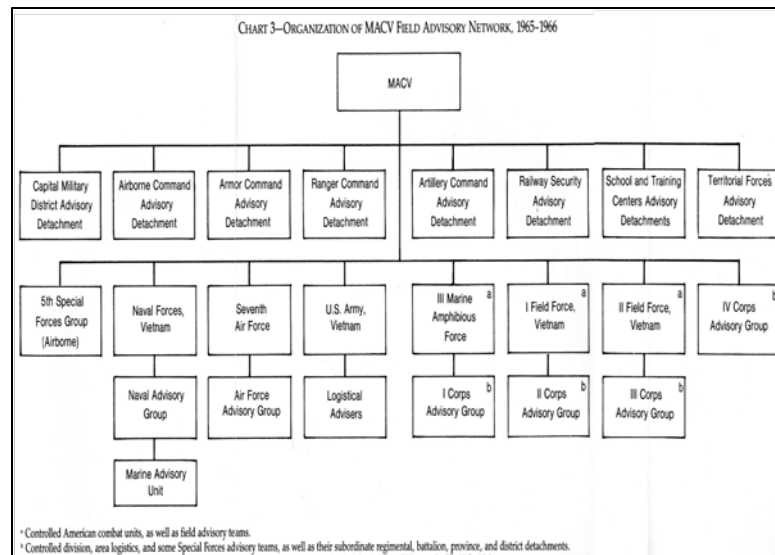 CHART 3—ORGANIZATION OF MACV FIELD ADVISORY NETWORK, 1965–1966
MACV
Capital Military
District Advisory
Detachment
Airborne Command
Advisory
Detachment
Armor Command
Advisory
Detachment
Ranger Command
Advisory
Detachment
Artillery Command
Advisory
Detachment
Railway Security
Advisory
Detachment
School and Training
Centers Advisory
Detachments
Territorial Forces
Advisory
Detachment
5th Special
Forces Group
(Airborne)
Naval Forces,
Vietnam
Seventh
Air Force
U.S. Army,
Vietnam
III Marine a
Amphibious
Force
I Field Force, a
Vietnam
II Field Force, a
Vietnam
IV Corps b
Advisory Group
Naval Advisory
Group
Air Force
Advisory Group
Logistical
Advisers
I Corps b
Advisory Group
II Corps b
Advisory Group
III Corps b
Advisory Group
Marine Advisory
Unit
a Controlled American combat units, as well as field advisory teams.
b Controlled division, area logistics, and some Special Forces advisory teams, as well as their subordinate regimental, battalion, province, and district detachments.